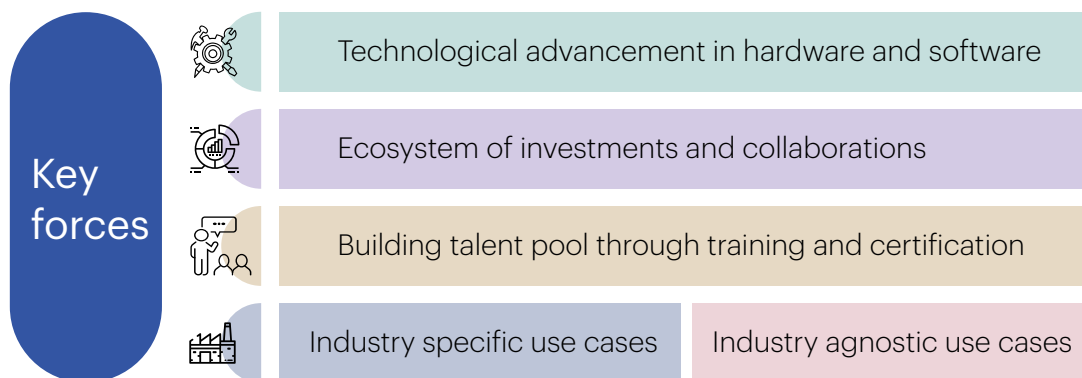 Key
forces
Technological advancement in hardware and software
Ecosystem of investments and collaborations
Building talent pool through training and certification
Industry specific use cases
Industry agnostic use cases